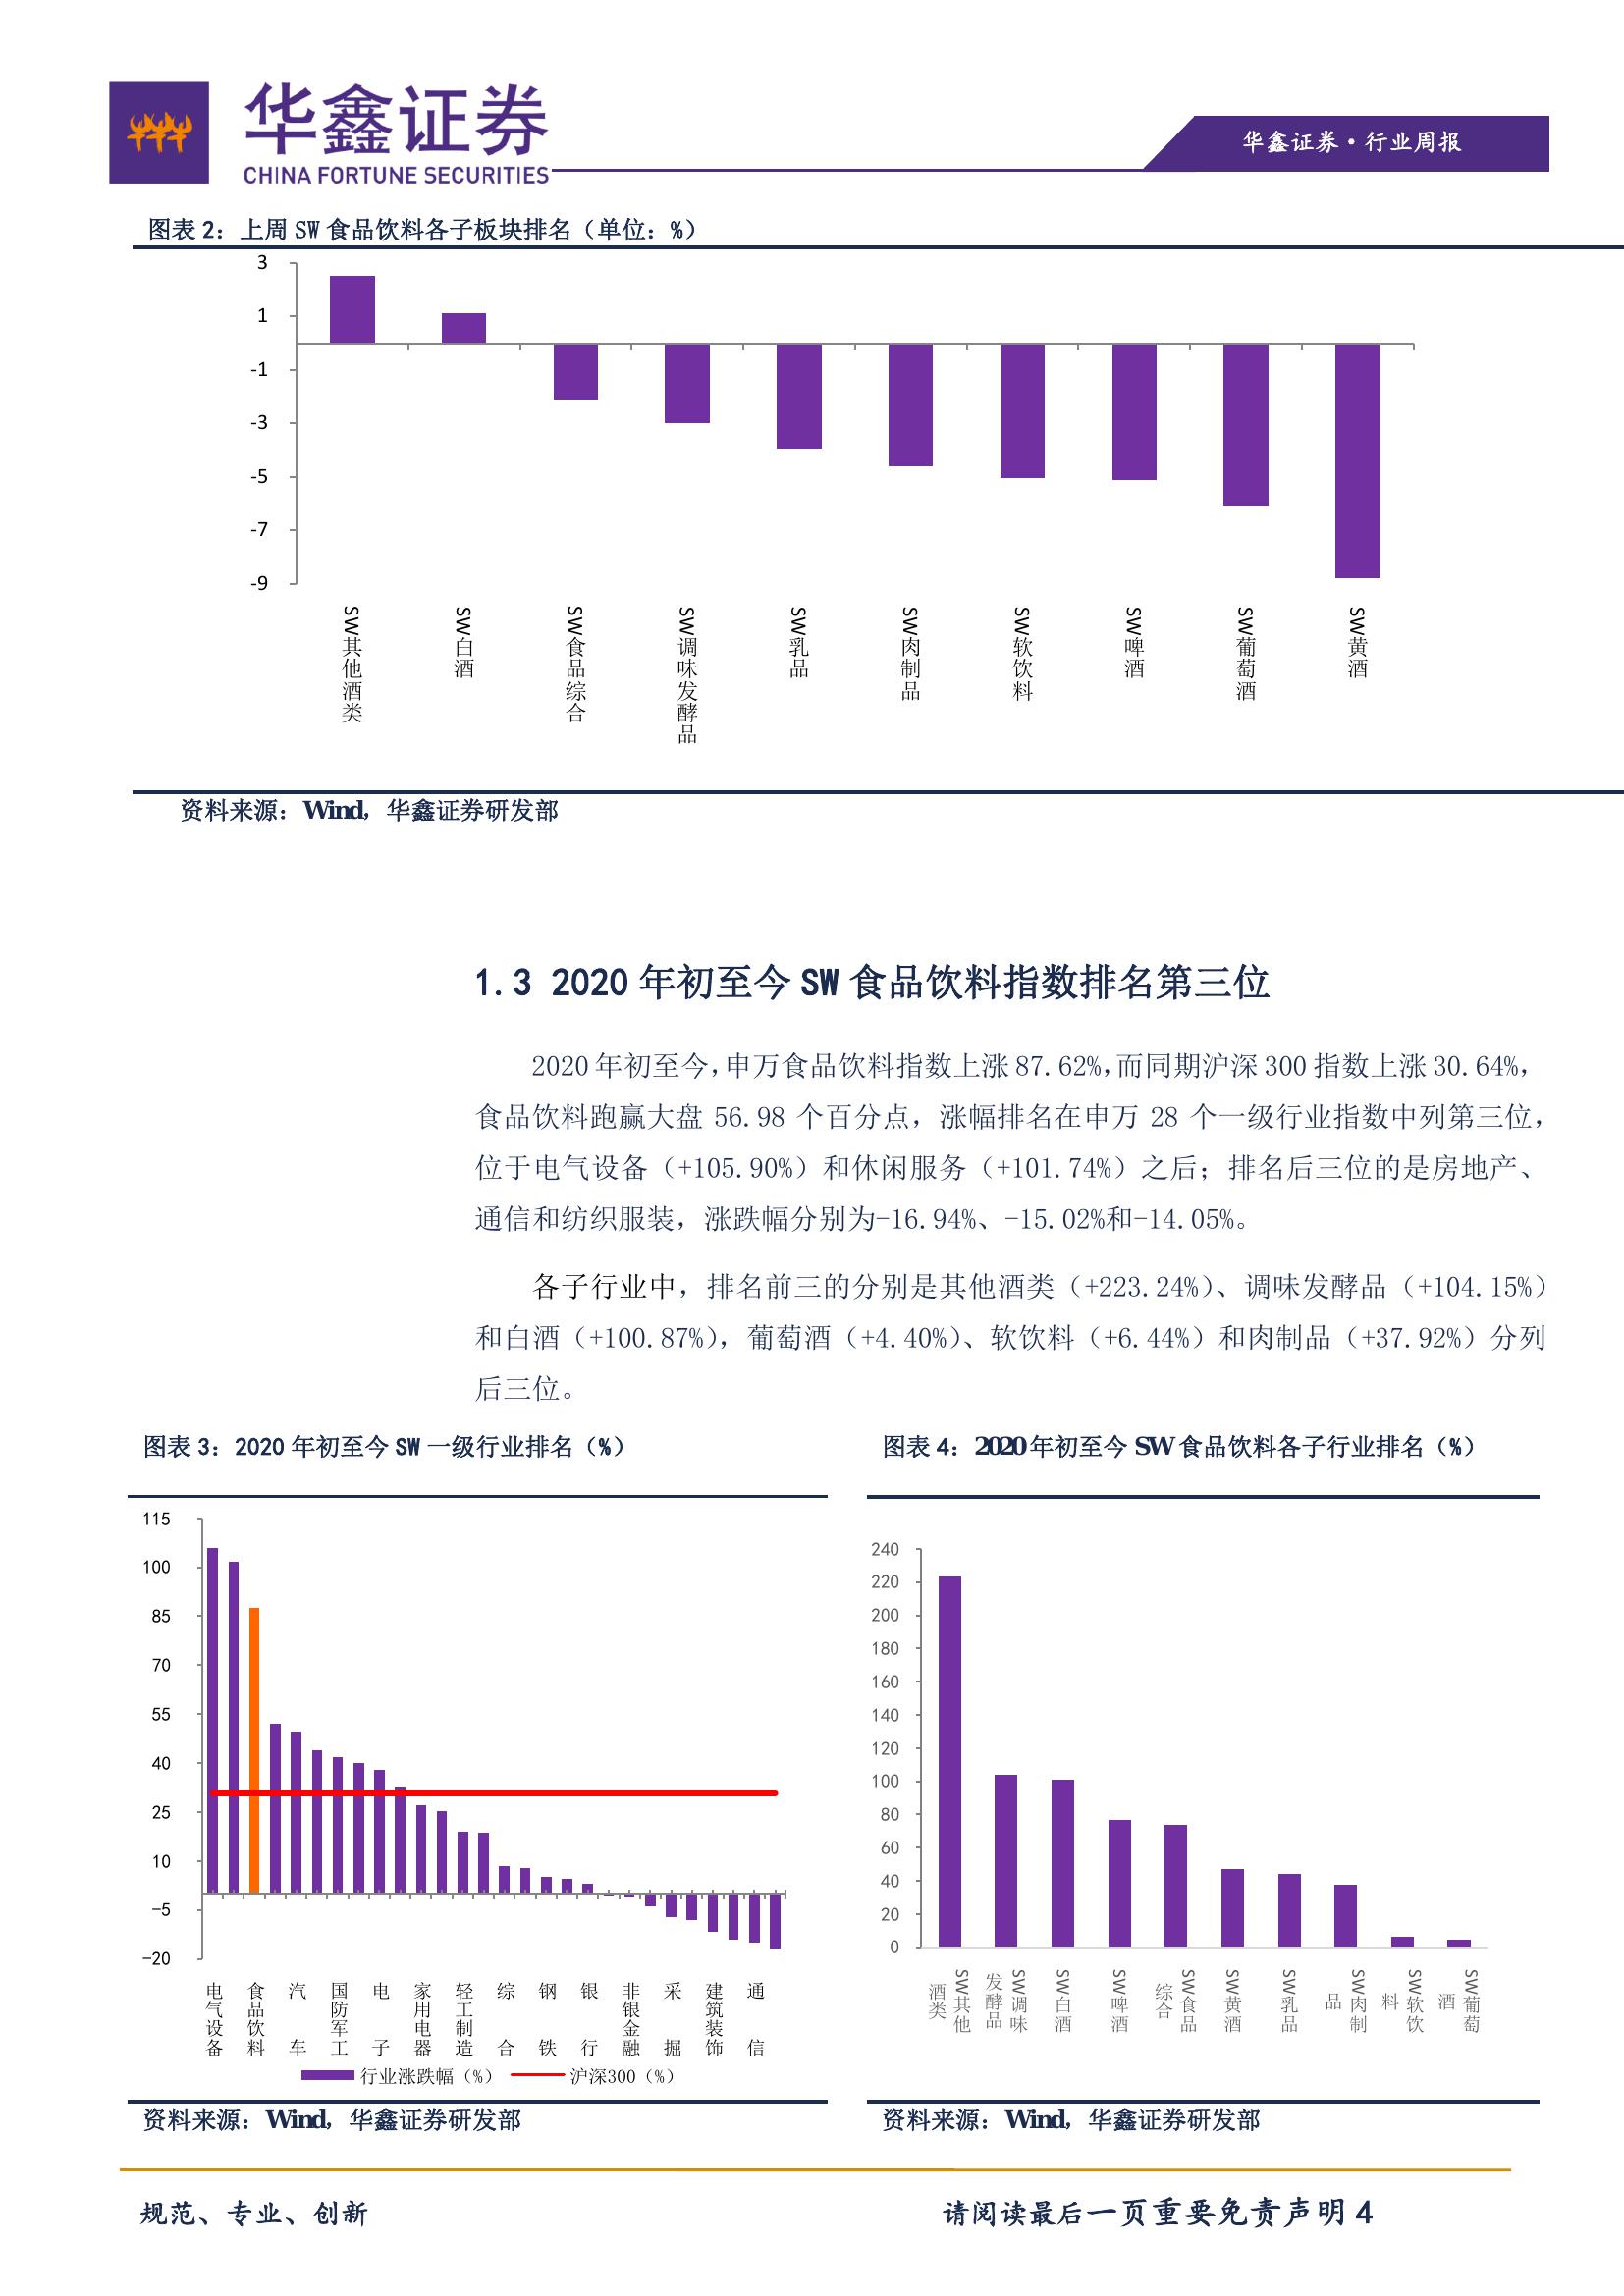 华鑫证券
CHINA FORTUNE SECURITIES
华鑫证券·行业周报
图表 2：上周 SW 食品饮料各子板块排名（单位：%）
3
1
-1
-3
-5
-7
-9
SW其他酒类
SW白酒
SW食品综合
SW调味发酵品
SW乳品
SW肉制品
SW软饮料
SW啤酒
SW葡萄酒
SW黄酒
资料来源：Wind，华鑫证券研发部
1.3 2020 年初至今 SW 食品饮料指数排名第三位
2020 年初至今，申万食品饮料指数上涨 87.62%，而同期沪深 300 指数上涨 30.64%，
食品饮料跑赢大盘 56.98 个百分点，涨幅排名在申万 28 个一级行业指数中列第三位，
位于电气设备（+105.90%）和休闲服务（+101.74%）之后；排名后三位的是房地产、
通信和纺织服装，涨跌幅分别为-16.94%、-15.02%和-14.05%。
各子行业中，排名前三的分别是其他酒类（+223.24%）、调味发酵品（+104.15%）
和白酒（+100.87%），葡萄酒（+4.40%）、软饮料（+6.44%）和肉制品（+37.92%）分列
后三位。
图表 3：2020 年初至今 SW 一级行业排名（%）
115
100
85
70
55
40
25
10
-5
-20
电气设备
食品饮料
汽车
国防军工
电子
家用电器
轻工制造
综合
钢铁
银行
非银金融
采掘
建筑装饰
通信
行业涨跌幅（%）
沪深300（%）
资料来源：Wind，华鑫证券研发部
图表 4：2020 年初至今 SW 食品饮料各子行业排名（%）
240
220
200
180
160
140
120
100
80
60
40
20
0
SW其他酒类
SW调味发酵品
SW白酒
SW啤酒
SW食品综合
SW黄酒
SW乳品
SW肉制品
SW软饮料
SW葡萄酒
资料来源：Wind，华鑫证券研发部
规范、专业、创新
请阅读最后一页重要免责声明 4